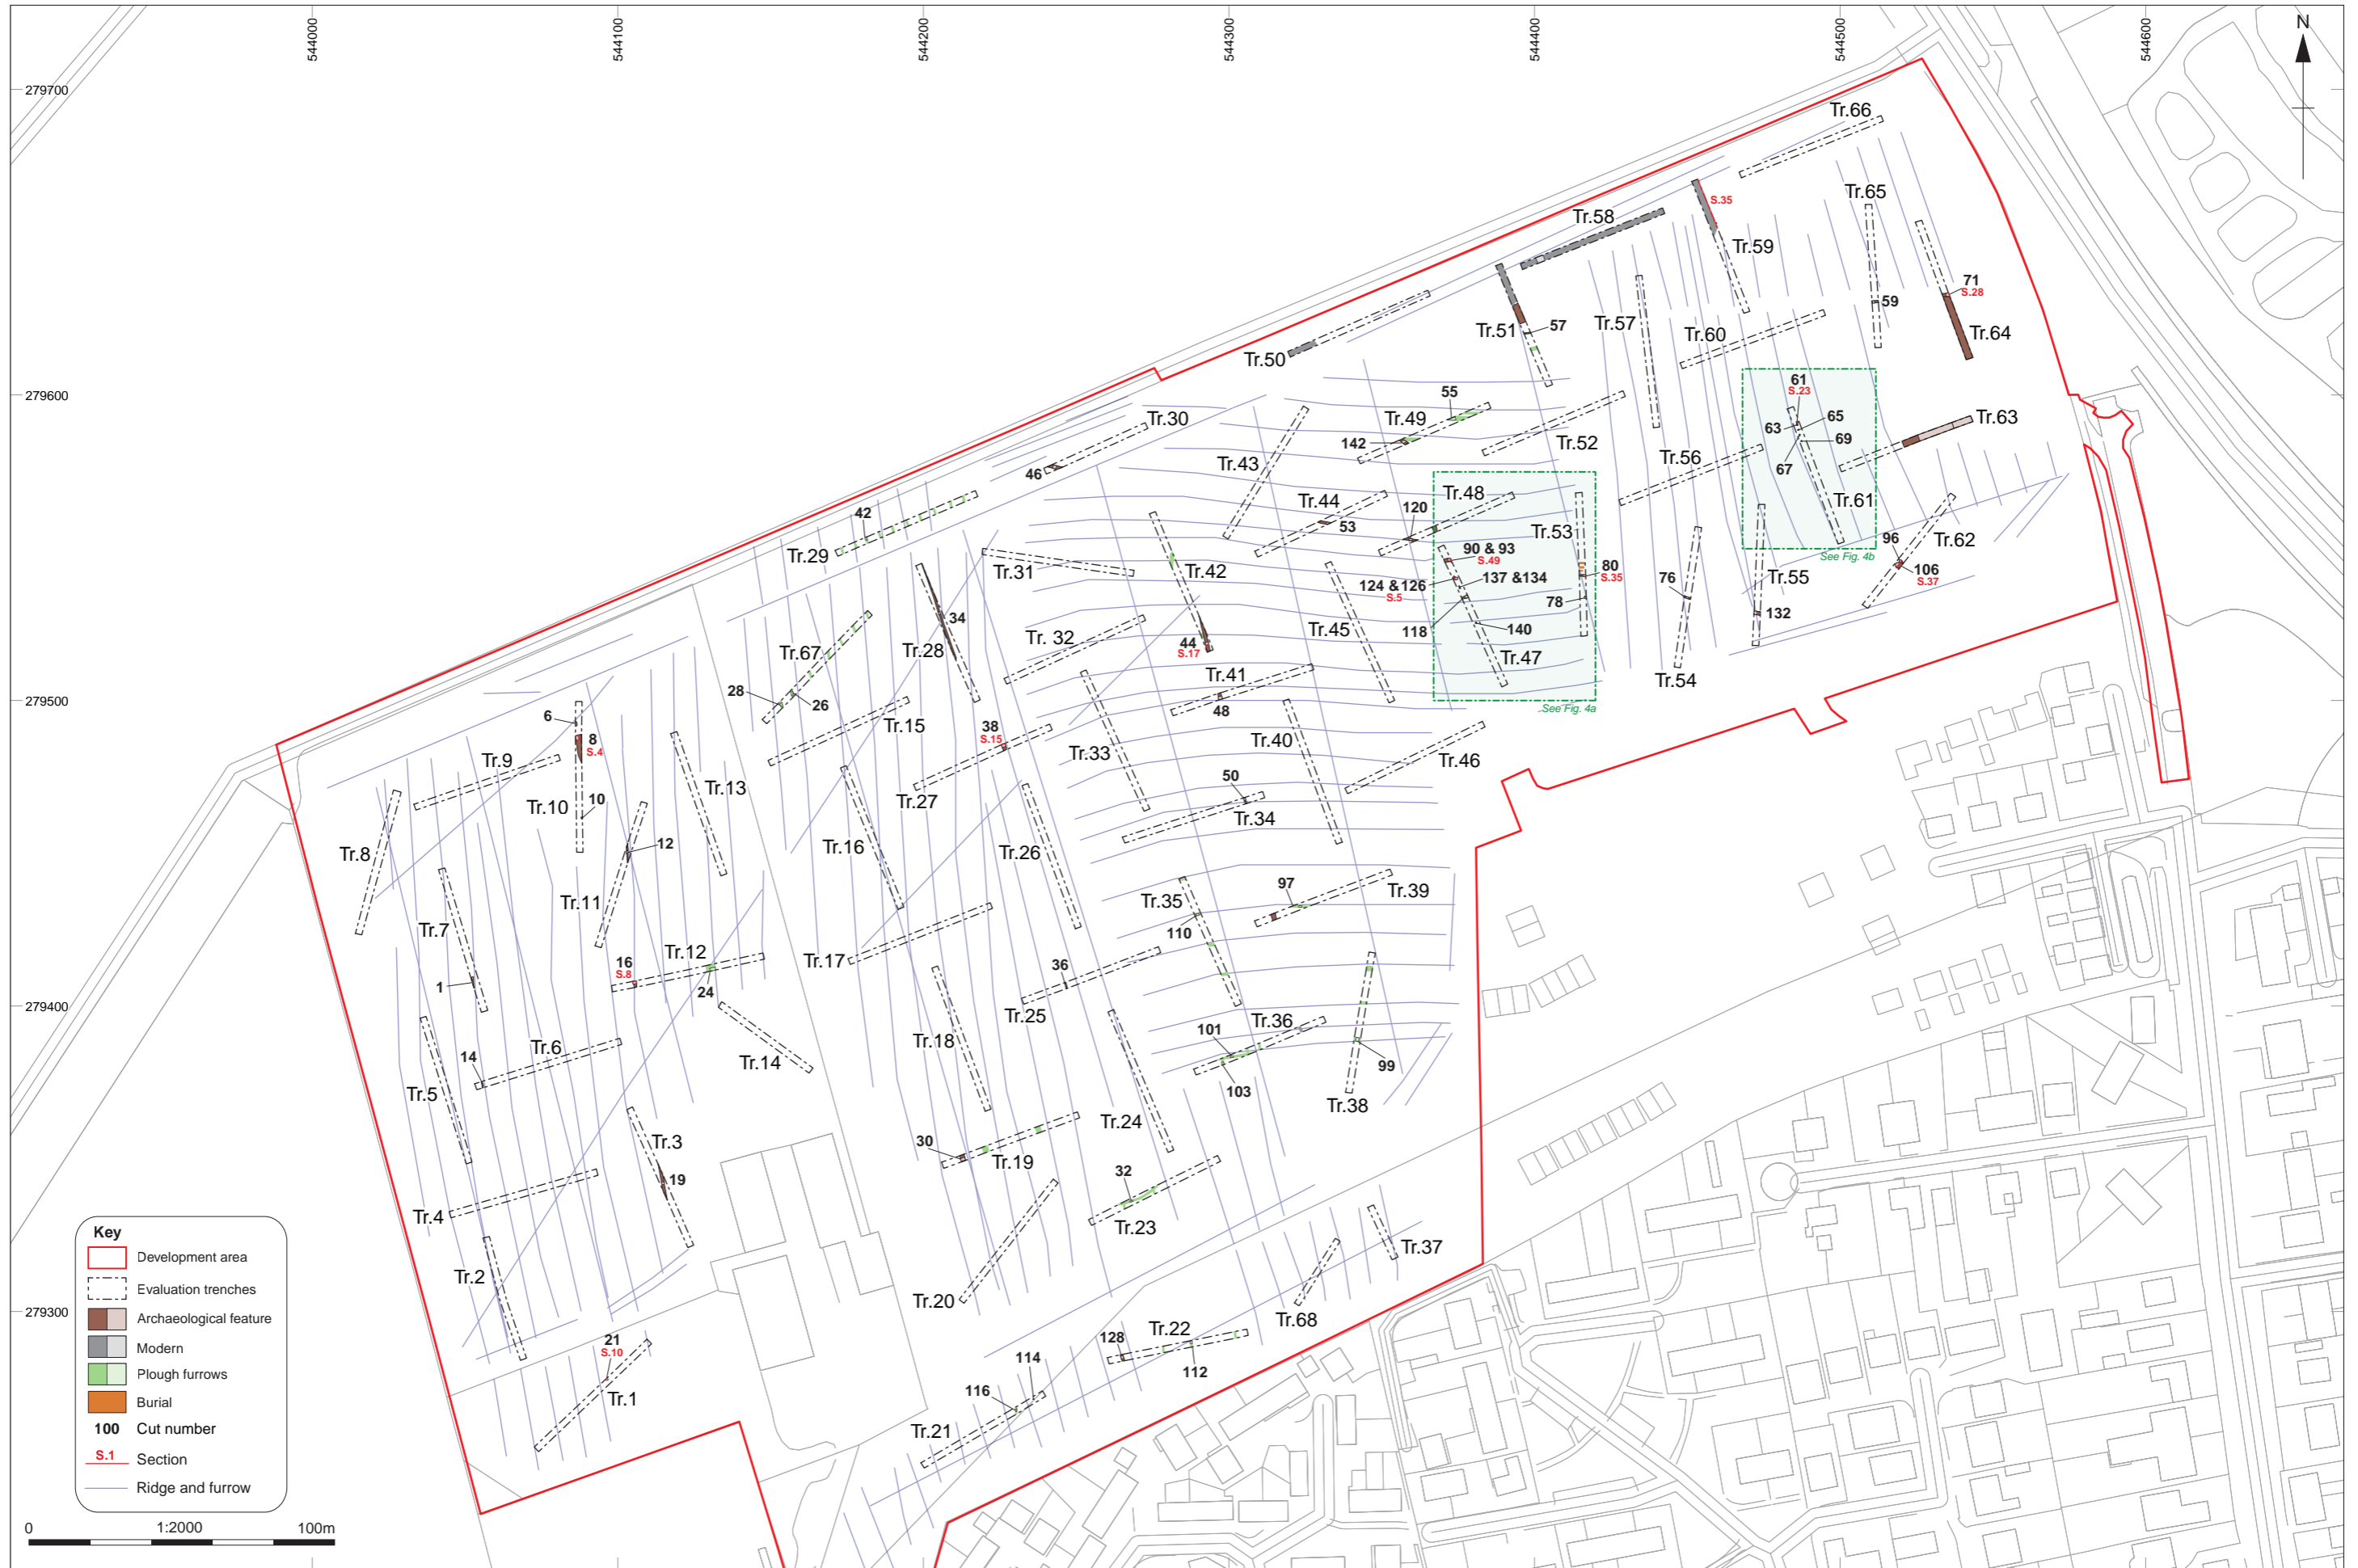 544000
544100
544200
544300
544400
544500
544600
N
279700
279600
279500
279400
279300
Tr.66
Tr.65
S.35
Tr.58
Tr.59
71
S.28
59
Tr.64
Tr.51
57
Tr.57
Tr.60
Tr.50
61
S.23
63
65
69
67
Tr.61
See Fig. 4b
Tr.63
55
Tr.49
142
Tr.52
Tr.56
Tr.30
46
Tr.43
Tr.44
53
120
Tr.48
Tr.53
90 & 93
S.49
124 &126
S.5
137 &134
80
S.35
78
118
140
Tr.47
See Fig. 4a
76
Tr.54
Tr.55
132
96
Tr.62
106
S.37
42
Tr.29
Tr.31
Tr.42
Tr.45
34
Tr.28
Tr. 32
44
S.17
Tr.67
28
26
Tr.41
48
Tr.15
38
S.15
Tr.33
Tr.40
Tr.46
6
8
S.4
Tr.9
Tr.10
10
Tr.13
Tr.27
50
Tr.34
Tr.8
12
Tr.16
Tr.26
Tr.11
Tr.35
97
Tr.39
110
Tr.7
Tr.12
16
S.8
24
Tr.17
36
1
Tr.25
Tr.14
Tr.18
101
Tr.36
103
99
Tr.38
14
Tr.6
Tr.5
Tr.24
Tr.3
19
30
Tr.19
32
Tr.23
Tr.4
Tr.37
Tr.2
Tr.20
Tr.68
21
S.10
Tr.1
128
Tr.22
112
114
116
Tr.21
Key
Development area
Evaluation trenches
Archaeological feature
Modern
Plough furrows
Burial
100 Cut number
S.1 Section
Ridge and furrow
0 1:2000 100m